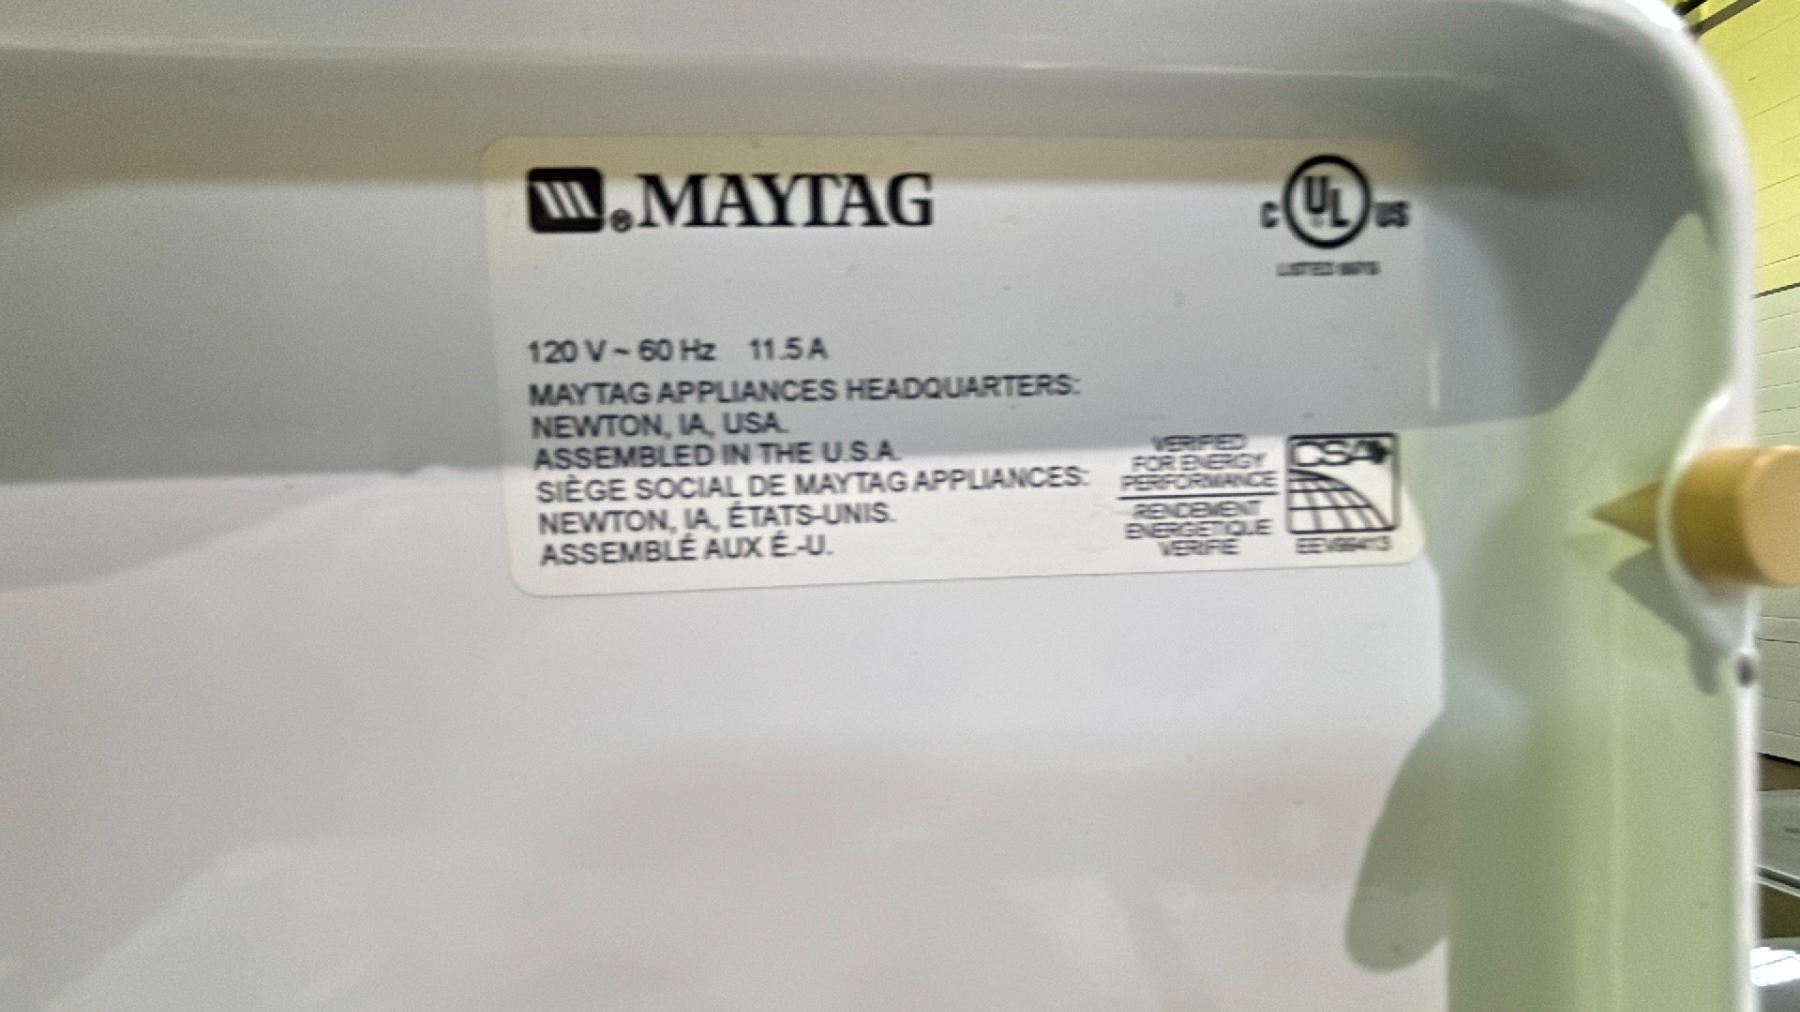 ® MAYTAG
C UL US
LISTED
120 V ~ 60 Hz 11.5 A
MAYTAG APPLIANCES HEADQUARTERS:
NEWTON, IA, USA.
ASSEMBLED IN THE U.S.A.
SIÈGE SOCIAL DE MAYTAG APPLIANCES:
NEWTON, IA, ÉTATS-UNIS.
ASSEMBLÉ AUX É.-U.
VERIFIED
FOR ENERGY
PERFORMANCE
RENDEMENT
ENERGETIQUE
VERIFIE
CSA